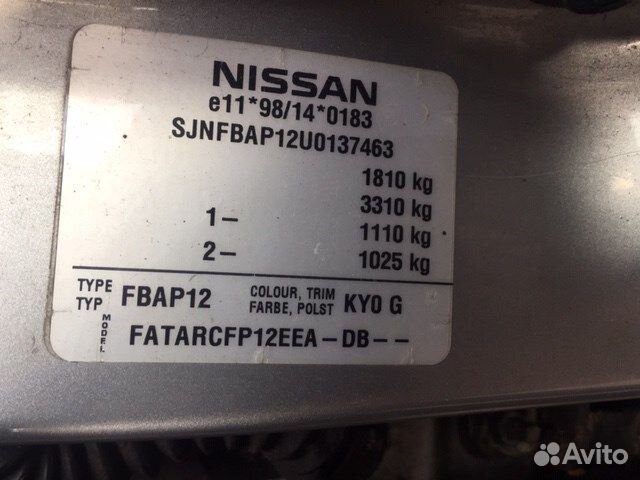 NISSAN
e11*98/14*0183
SJNFBAP12U0137463
1810 kg
3310 kg
1– 1110 kg
2– 1025 kg
TYPE TYP FBAP12 COLOUR, TRIM FARBE, POLST KY0 G
MODEL FATARCFP12EEA–DB––
Avito